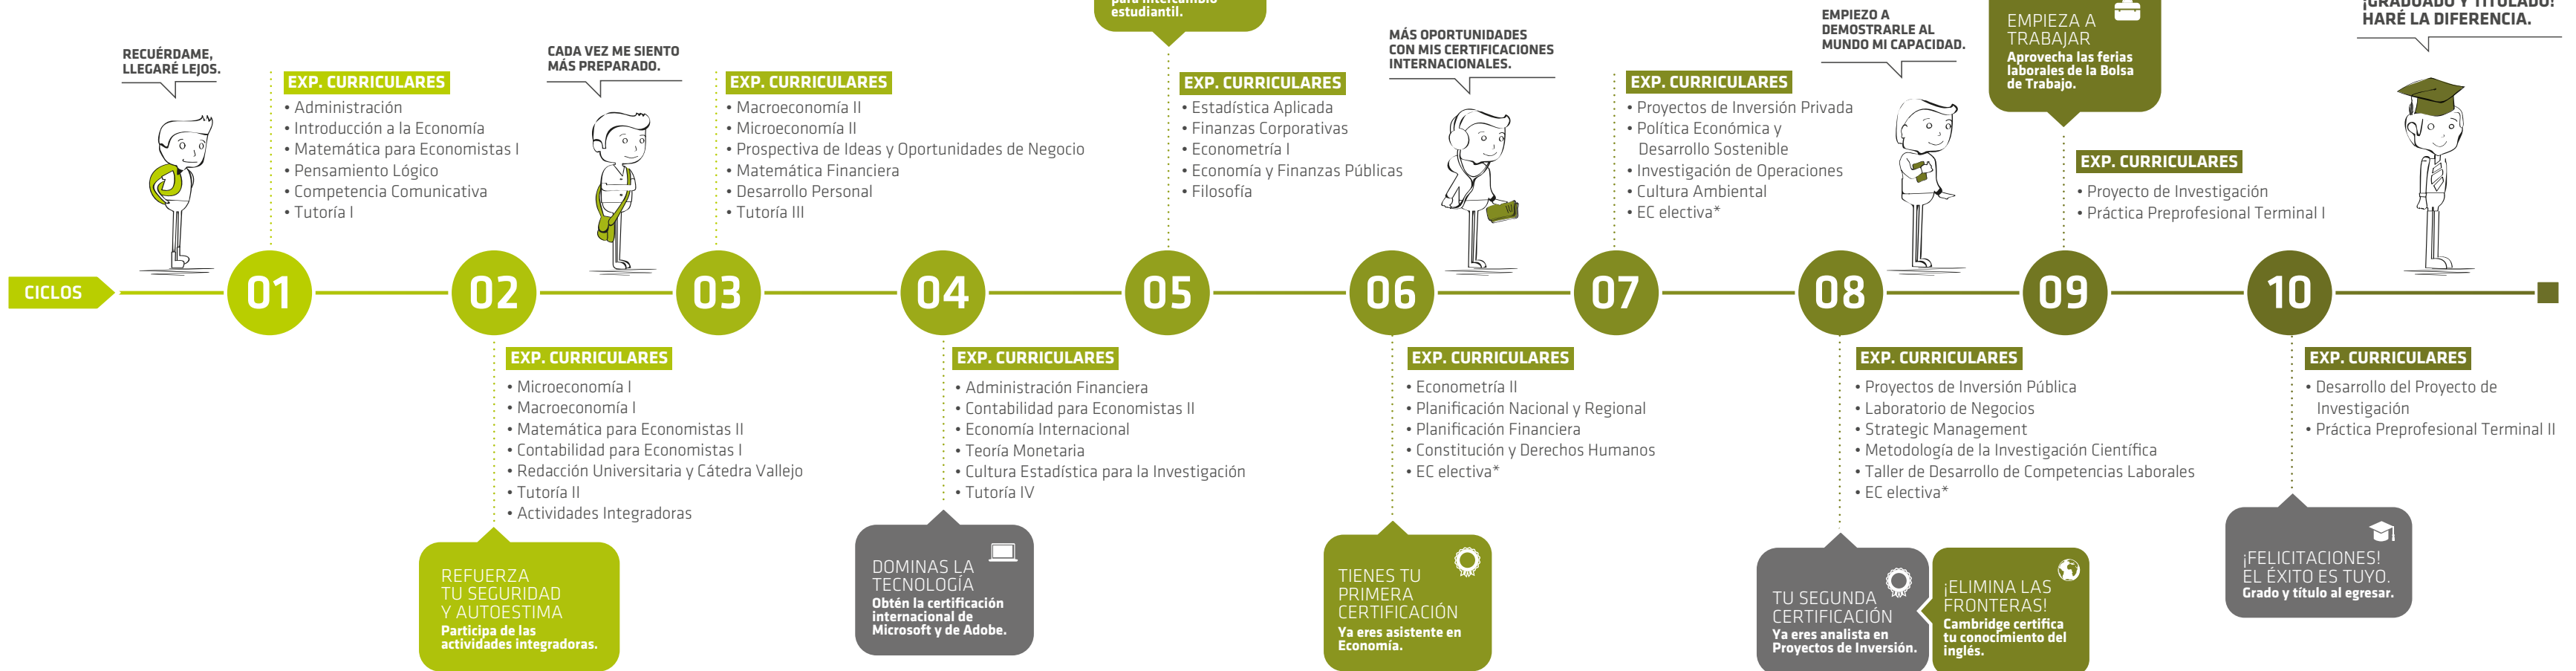 para intercambio
estudiantil.
EMPIEZO A
DEMOSTRARLE AL
MUNDO MI CAPACIDAD.
EMPIEZA A
TRABAJAR
Aprovecha las ferias
laborales de la Bolsa
de Trabajo.
¡GRADUADO Y TITULADO!
HARÉ LA DIFERENCIA.
RECUÉRDAME,
LLEGARÉ LEJOS.
CADA VEZ ME SIENTO
MÁS PREPARADO.
MÁS OPORTUNIDADES
CON MIS CERTIFICACIONES
INTERNACIONALES.
EXP. CURRICULARES
• Administración
• Introducción a la Economía
• Matemática para Economistas I
• Pensamiento Lógico
• Competencia Comunicativa
• Tutoría I
EXP. CURRICULARES
• Macroeconomía II
• Microeconomía II
• Prospectiva de Ideas y Oportunidades de Negocio
• Matemática Financiera
• Desarrollo Personal
• Tutoría III
EXP. CURRICULARES
• Estadística Aplicada
• Finanzas Corporativas
• Econometría I
• Economía y Finanzas Públicas
• Filosofía
EXP. CURRICULARES
• Proyectos de Inversión Privada
• Política Económica y
Desarrollo Sostenible
• Investigación de Operaciones
• Cultura Ambiental
• EC electiva*
EXP. CURRICULARES
• Proyecto de Investigación
• Práctica Preprofesional Terminal I
CICLOS
01
02
03
04
05
06
07
08
09
10
EXP. CURRICULARES
• Microeconomía I
• Macroeconomía I
• Matemática para Economistas II
• Contabilidad para Economistas I
• Redacción Universitaria y Cátedra Vallejo
• Tutoría II
• Actividades Integradoras
EXP. CURRICULARES
• Administración Financiera
• Contabilidad para Economistas II
• Economía Internacional
• Teoría Monetaria
• Cultura Estadística para la Investigación
• Tutoría IV
EXP. CURRICULARES
• Econometría II
• Planificación Nacional y Regional
• Planificación Financiera
• Constitución y Derechos Humanos
• EC electiva*
EXP. CURRICULARES
• Proyectos de Inversión Pública
• Laboratorio de Negocios
• Strategic Management
• Metodología de la Investigación Científica
• Taller de Desarrollo de Competencias Laborales
• EC electiva*
EXP. CURRICULARES
• Desarrollo del Proyecto de
Investigación
• Práctica Preprofesional Terminal II
REFUERZA
TU SEGURIDAD
Y AUTOESTIMA
Participa de las
actividades integradoras.
DOMINAS LA
TECNOLOGÍA
Obtén la certificación
internacional de
Microsoft y de Adobe.
TIENES TU
PRIMERA
CERTIFICACIÓN
Ya eres asistente en
Economía.
TU SEGUNDA
CERTIFICACIÓN
Ya eres analista en
Proyectos de Inversión.
¡ELIMINA LAS
FRONTERAS!
Cambridge certifica
tu conocimiento del
inglés.
¡FELICITACIONES!
EL ÉXITO ES TUYO.
Grado y título al egresar.